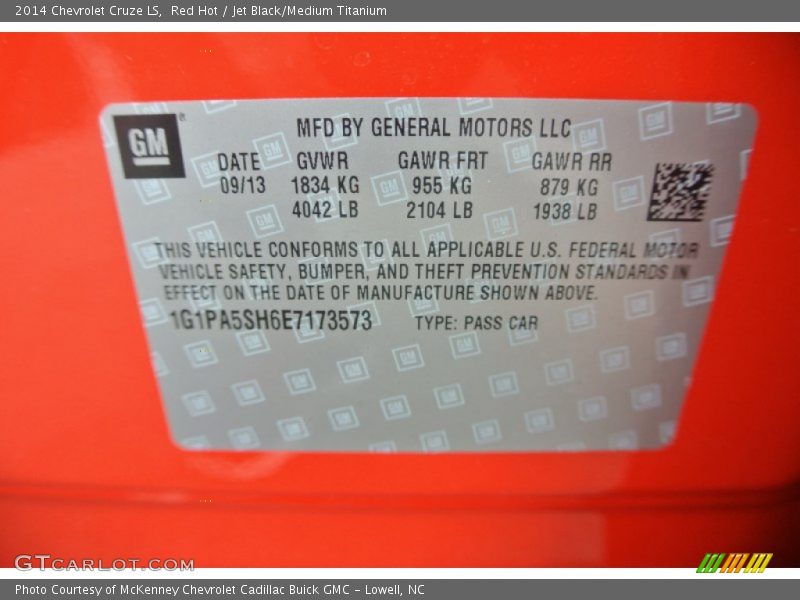 2014 Chevrolet Cruze LS,  Red Hot / Jet Black/Medium Titanium
GM®
MFD BY GENERAL MOTORS LLC
DATE GVWR GAWR FRT GAWR RR
09/13 1834 KG 955 KG 879 KG
4042 LB 2104 LB 1938 LB
THIS VEHICLE CONFORMS TO ALL APPLICABLE U.S. FEDERAL MOTOR
VEHICLE SAFETY, BUMPER, AND THEFT PREVENTION STANDARDS IN
EFFECT ON THE DATE OF MANUFACTURE SHOWN ABOVE.
1G1PA5SH6E7173573 TYPE: PASS CAR
GTCARLOT.COM
Photo Courtesy of McKenney Chevrolet Cadillac Buick GMC – Lowell, NC